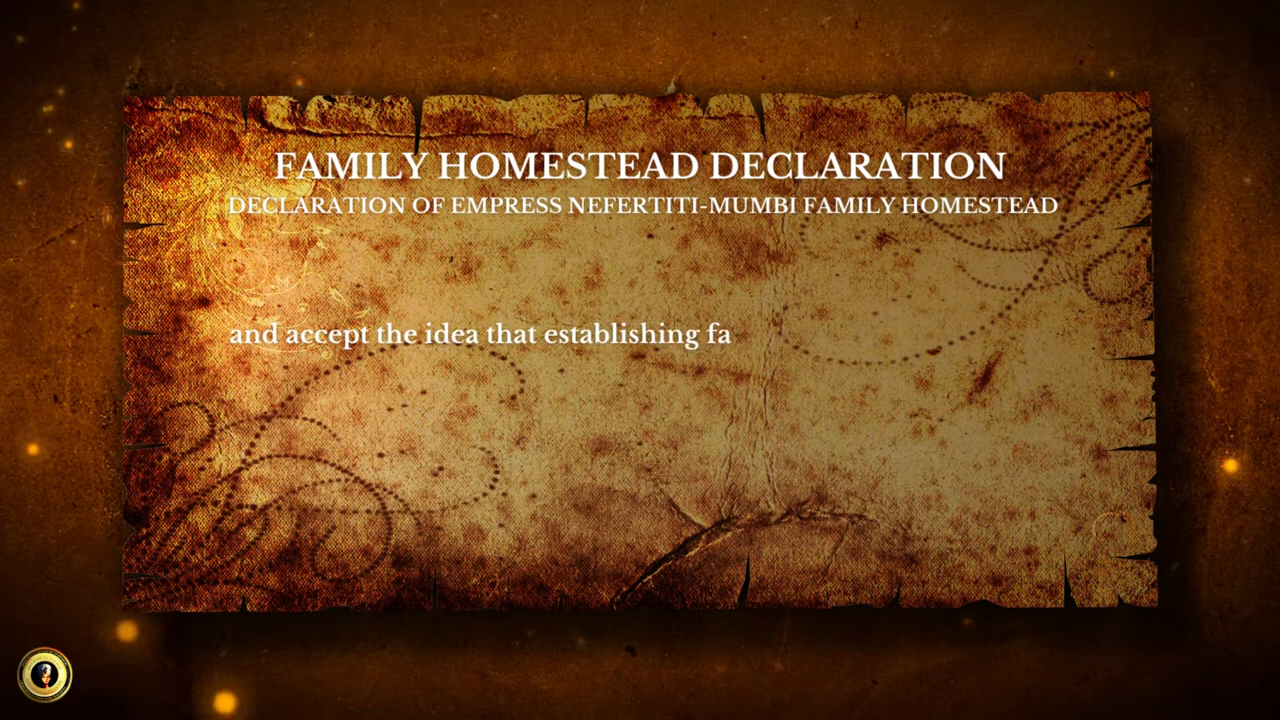 FAMILY HOMESTEAD DECLARATION
DECLARATION OF EMPRESS NEFERTITI-MUMBI FAMILY HOMESTEAD
and accept the idea that establishing fa